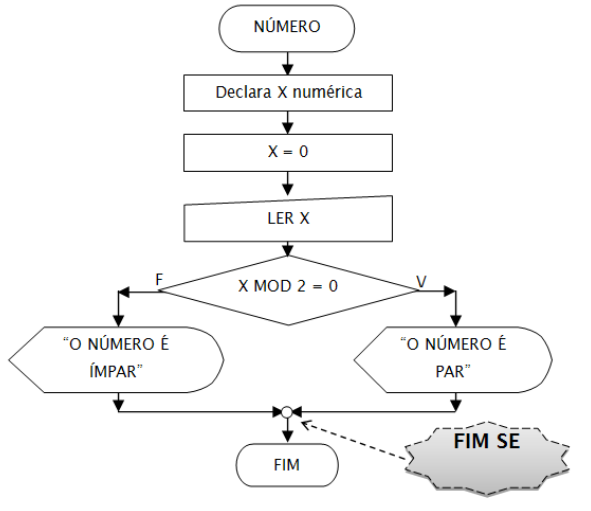 NÚMERO
Declara X numérica
X = 0
LER X
X MOD 2 = 0
F
V
“O NÚMERO É
ÍMPAR”
“O NÚMERO É
PAR”
FIM SE
FIM